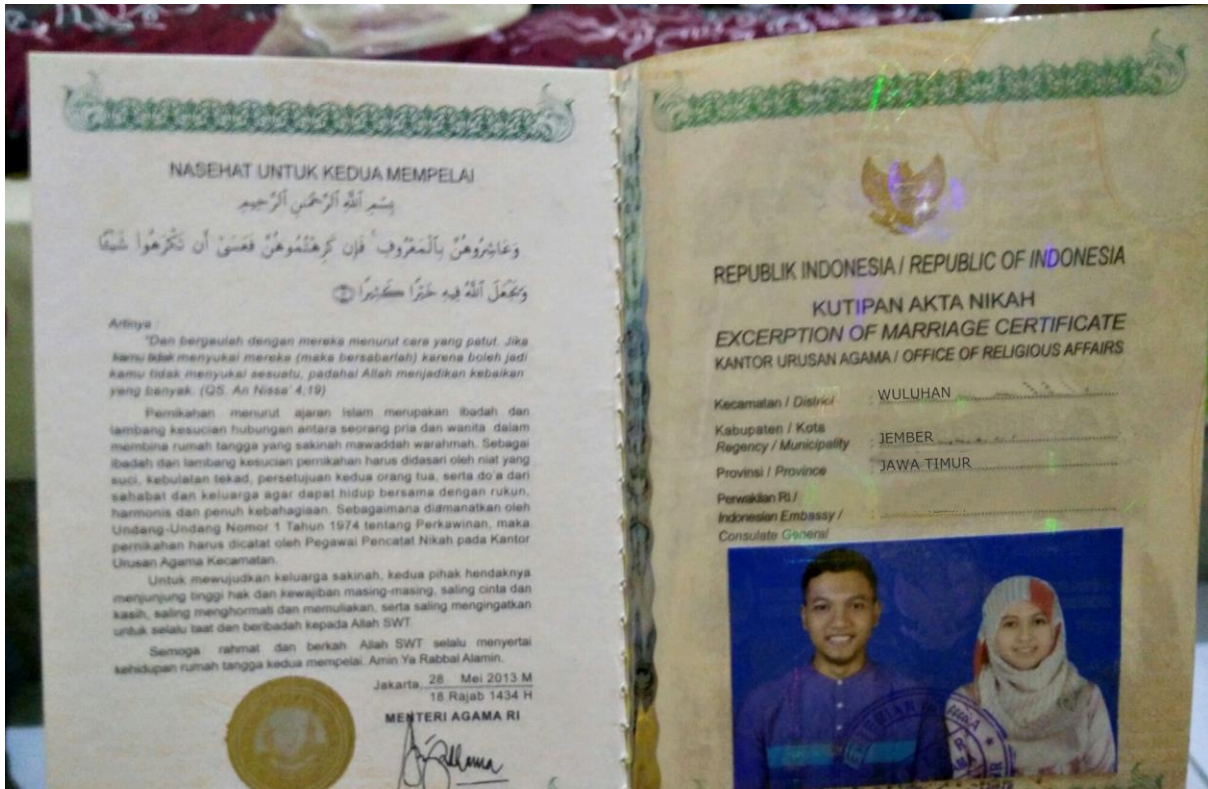 NASEHAT UNTUK KEDUA MEMPELAI
بِسْمِ ٱللَّهِ ٱلرَّحْمَٰنِ ٱلرَّحِيمِ
وَعَاشِرُوهُنَّ بِٱلْمَعْرُوفِ ۚ فَإِن كَرِهْتُمُوهُنَّ فَعَسَىٰٓ أَن تَكْرَهُوا۟ شَيْـًٔا
وَيَجْعَلَ ٱللَّهُ فِيهِ خَيْرًا كَثِيرًا
Artinya :
"Dan bergaulah dengan mereka menurut cara yang patut. Jika
kamu tidak menyukai mereka (maka bersabarlah) karena boleh jadi
kamu tidak menyukai sesuatu, padahal Allah menjadikan kebaikan
yang banyak. (QS. An Nissa' 4;19)
Pernikahan menurut ajaran Islam merupakan ibadah dan
lambang kesucian hubungan antara seorang pria dan wanita dalam
membina rumah tangga yang sakinah mawaddah warahmah. Sebagai
ibadah dan lambang kesucian pernikahan harus didasari oleh niat yang
suci, kebulatan tekad, persetujuan kedua orang tua, serta do'a dari
sahabat dan keluarga agar dapat hidup bersama dengan rukun,
harmonis dan penuh kebahagiaan. Sebagaimana diamanatkan oleh
Undang-Undang Nomor 1 Tahun 1974 tentang Perkawinan, maka
pernikahan harus dicatat oleh Pegawai Pencatat Nikah pada Kantor
Urusan Agama Kecamatan.
Untuk mewujudkan keluarga sakinah, kedua pihak hendaknya
menjunjung tinggi hak dan kewajiban masing-masing, saling cinta dan
kasih, saling menghormati dan memuliakan, serta saling mengingatkan
untuk selalu taat dan beribadah kepada Allah SWT.
Semoga rahmat dan berkah Allah SWT selalu menyertai
kehidupan rumah tangga kedua mempelai. Amin Ya Rabbal Alamin.
Jakarta, 28 Mei 2013 M
18 Rajab 1434 H
MENTERI AGAMA RI
REPUBLIK INDONESIA / REPUBLIC OF INDONESIA
KUTIPAN AKTA NIKAH
EXCERPTION OF MARRIAGE CERTIFICATE
KANTOR URUSAN AGAMA / OFFICE OF RELIGIOUS AFFAIRS
Kecamatan / District : WULUHAN
Kabupaten / Kota
Regency / Municipality : JEMBER
Provinsi / Province : JAWA TIMUR
Perwakilan RI /
Indonesian Embassy / :
Consulate General